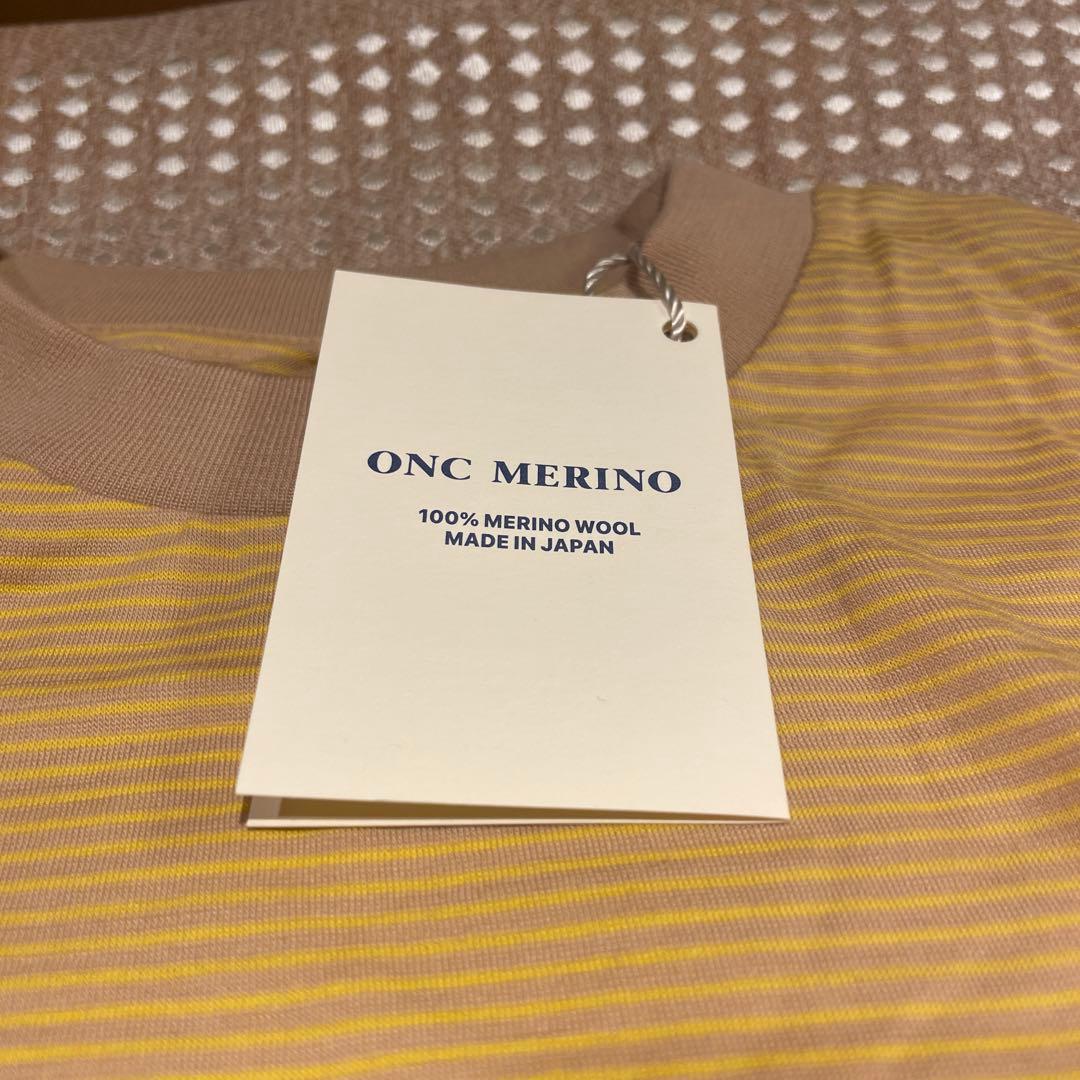 ONC MERINO
100% MERINO WOOL
MADE IN JAPAN